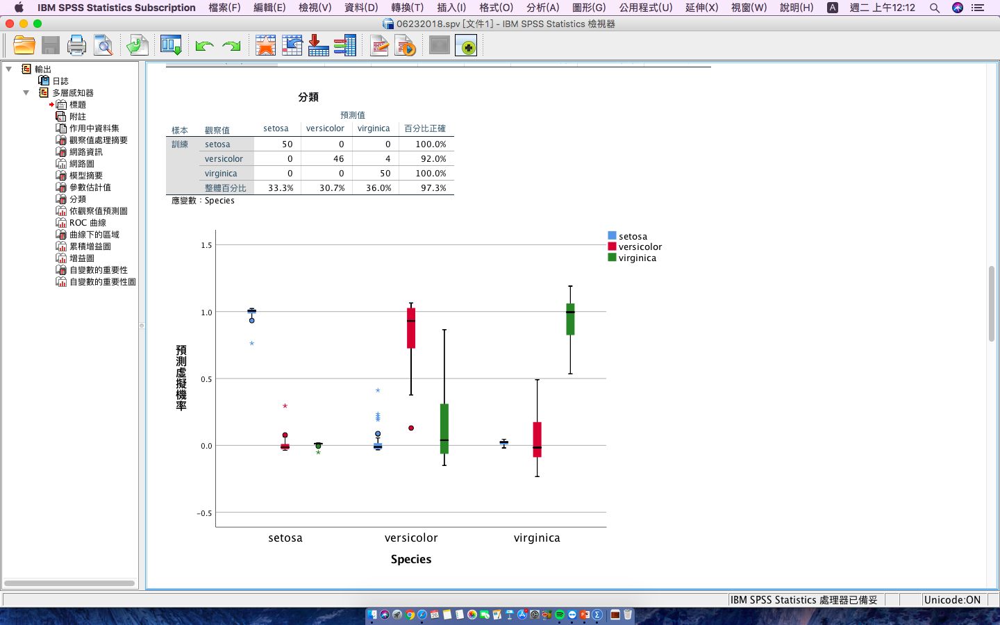 IBM SPSS Statistics Subscription 檔案(F) 編輯(E) 檢視(V) 資料(D) 轉換(T) 插入(I) 格式(O) 分析(A) 圖形(G) 公用程式(U) 延伸(X) 視窗(W) 說明(H) A 週二 上午12:12
06232018.spv [文件1] - IBM SPSS Statistics 檢視器
輸出
日誌
多層感知器
標題
附註
作用中資料集
觀察值處理摘要
網路資訊
網路圖
模型摘要
參數估計值
分類
依觀察值預測圖
ROC 曲線
曲線下的區域
累積增益圖
增益圖
自變數的重要性
自變數的重要性圖
分類
預測值
樣本 觀察值 setosa versicolor virginica 百分比正確
訓練 setosa 50 0 0 100.0%
versicolor 0 46 4 92.0%
virginica 0 0 50 100.0%
整體百分比 33.3% 30.7% 36.0% 97.3%
應變數：Species
setosa
versicolor
virginica
1.5
1.0
0.5
0.0
-0.5
預測虛擬機率
setosa versicolor virginica
Species
IBM SPSS Statistics 處理器已備妥 Unicode:ON